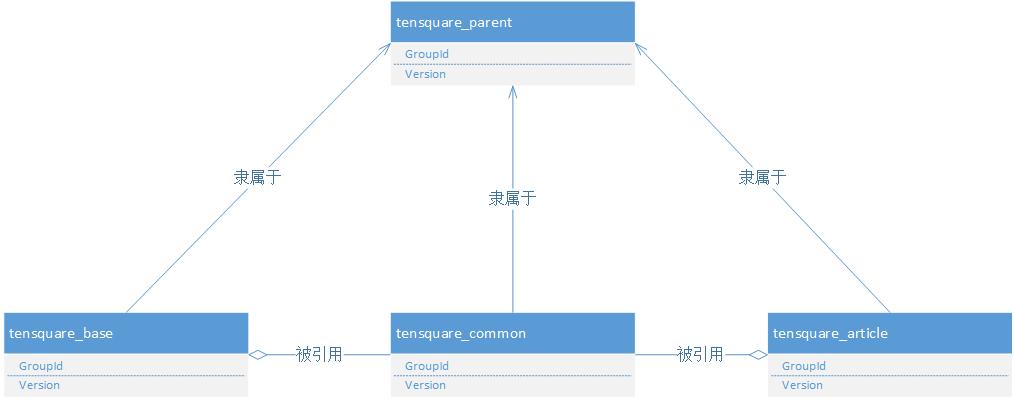 tensquare_parent
GroupId
Version
隶属于
隶属于
隶属于
tensquare_base
GroupId
Version
被引用
tensquare_common
GroupId
Version
被引用
tensquare_article
GroupId
Version